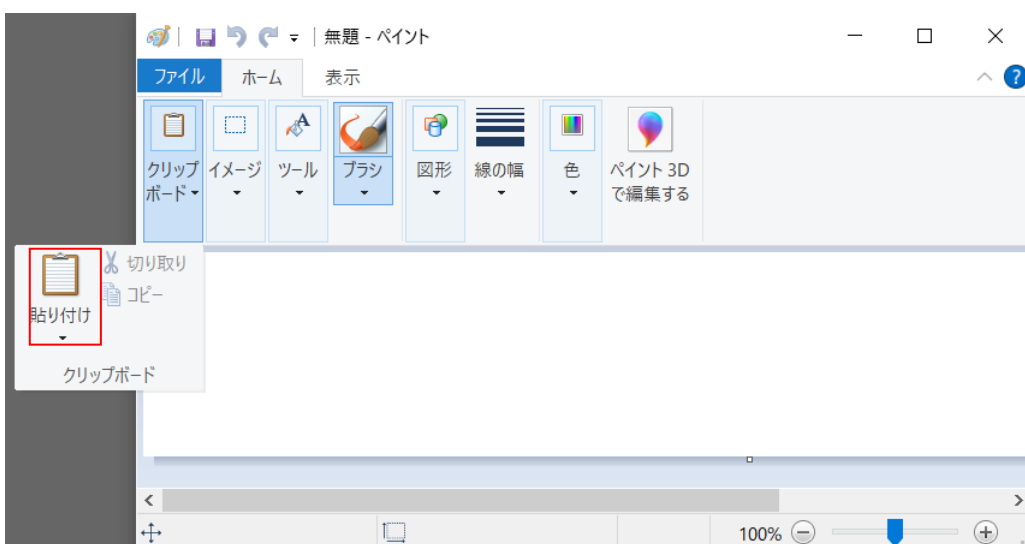 無題 - ペイント
ファイル ホーム 表示
クリップ
ボード
イメージ
ツール
ブラシ
図形
線の幅
色
ペイント 3D
で編集する
切り取り
コピー
貼り付け
クリップボード
100%